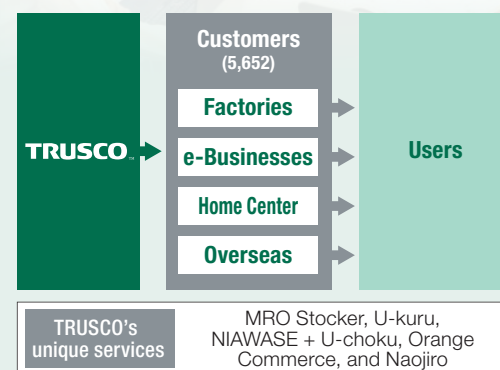 TRUSCO™
Customers
(5,652)
Factories
e-Businesses
Home Center
Overseas
Users
TRUSCO's
unique services
MRO Stocker, U-kuru,
NIAWASE + U-choku, Orange
Commerce, and Naojiro